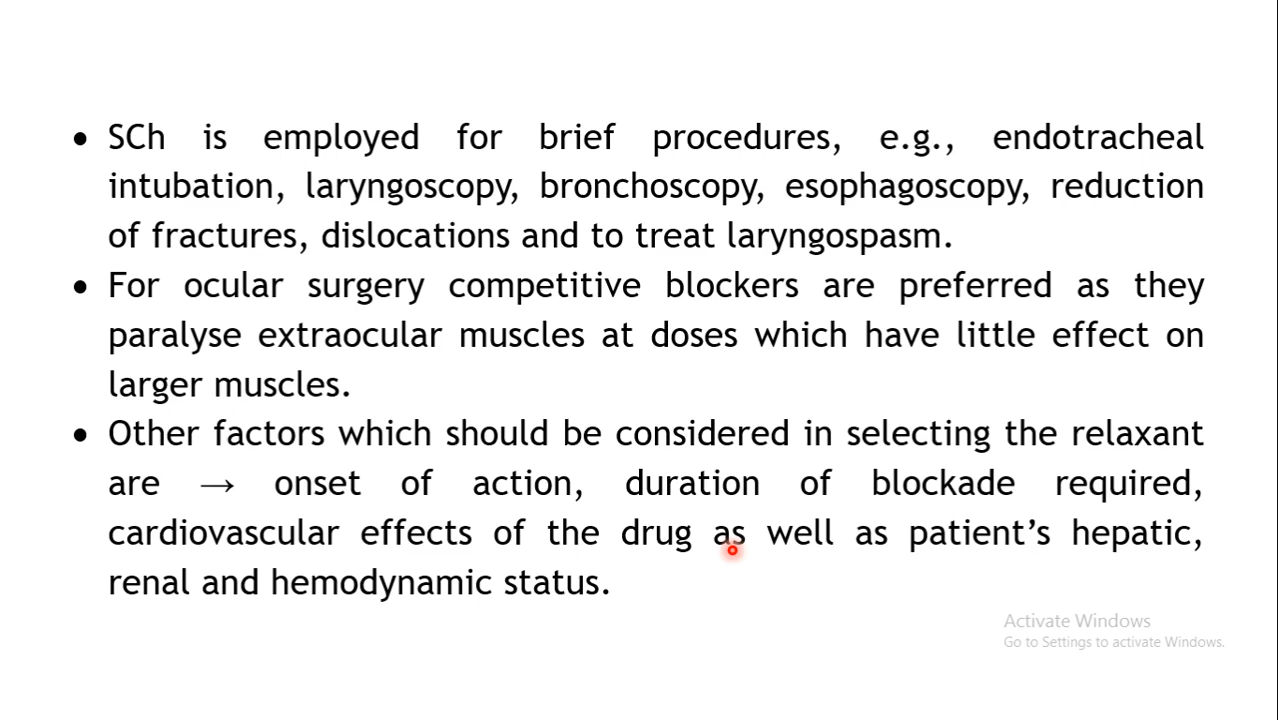 • SCh is employed for brief procedures, e.g., endotracheal
intubation, laryngoscopy, bronchoscopy, esophagoscopy, reduction
of fractures, dislocations and to treat laryngospasm.
• For ocular surgery competitive blockers are preferred as they
paralyse extraocular muscles at doses which have little effect on
larger muscles.
• Other factors which should be considered in selecting the relaxant
are → onset of action, duration of blockade required,
cardiovascular effects of the drug as well as patient’s hepatic,
renal and hemodynamic status.
Activate Windows
Go to Settings to activate Windows.